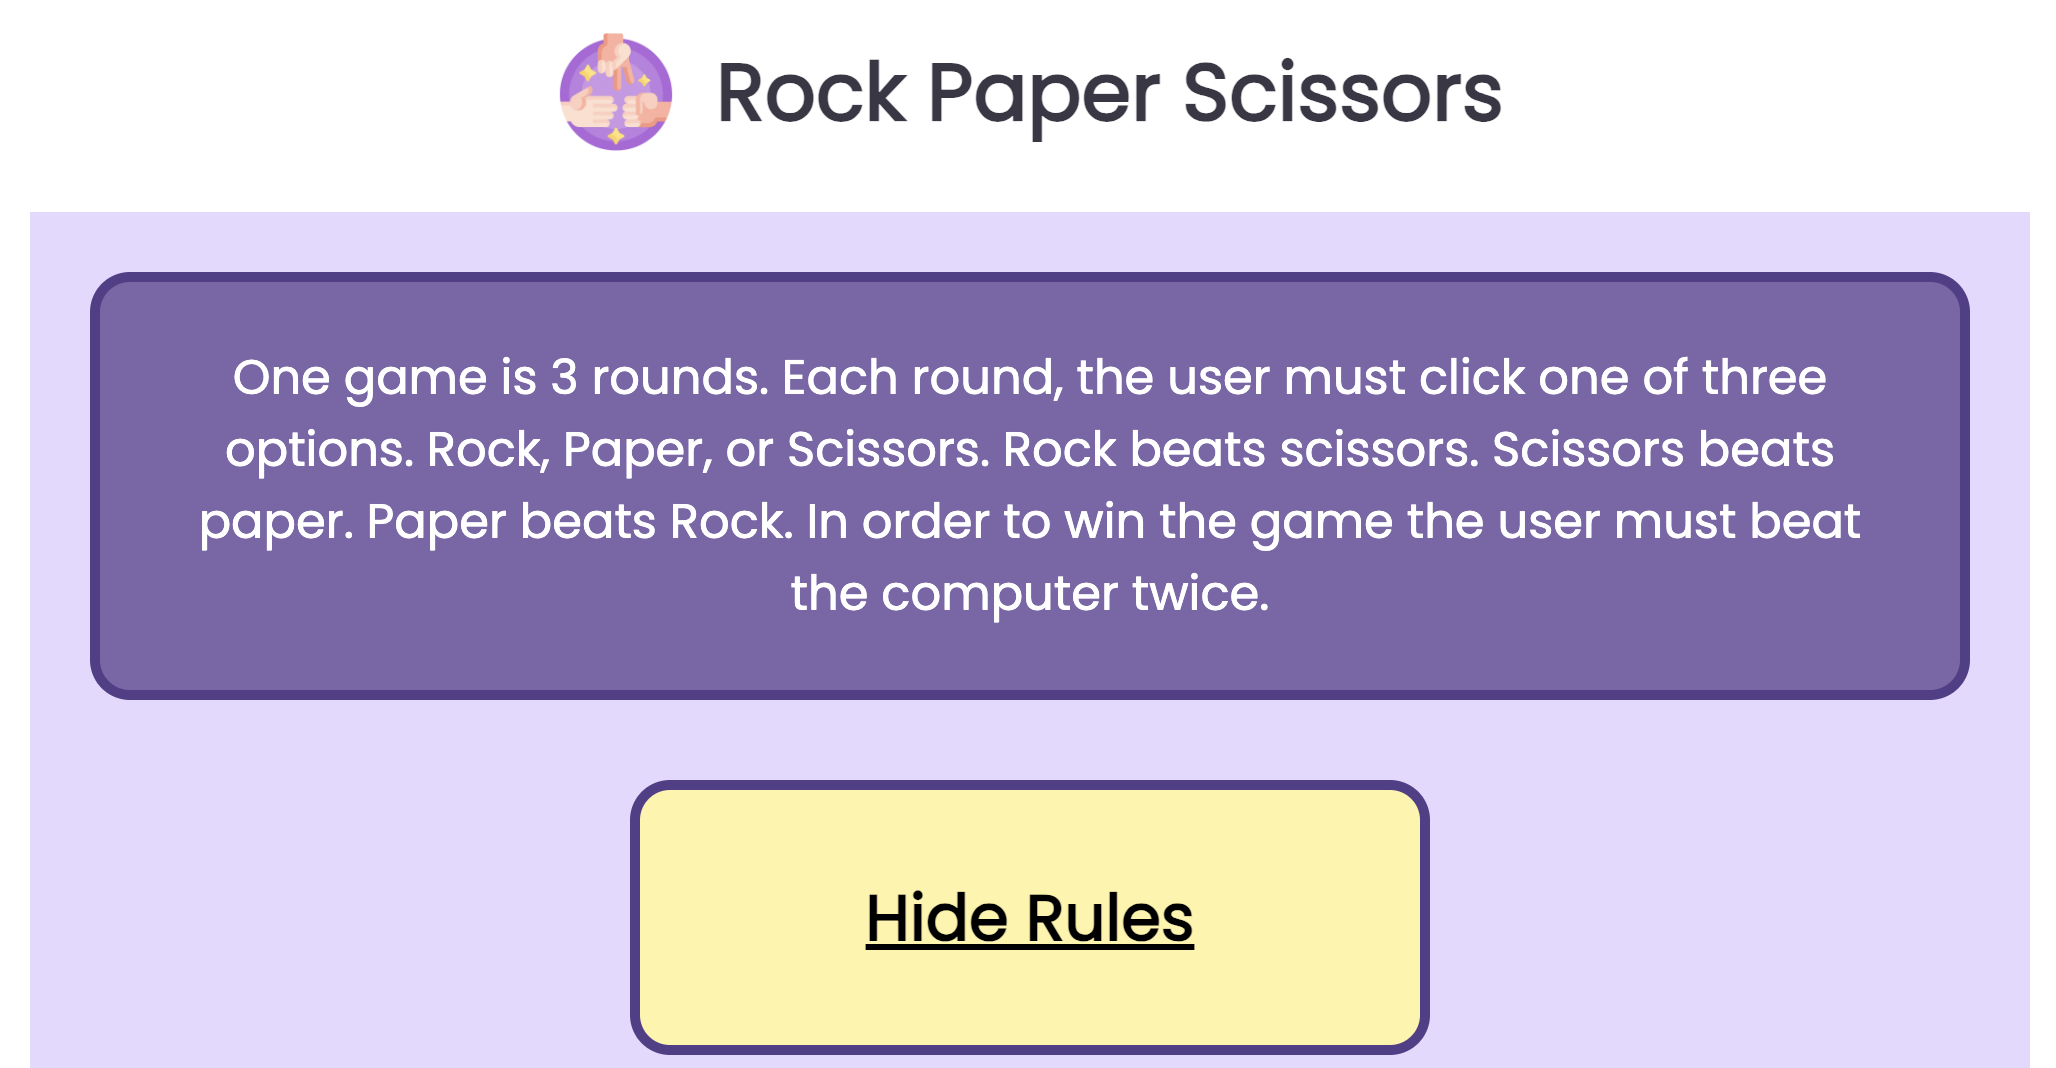 Rock Paper Scissors
One game is 3 rounds. Each round, the user must click one of three
options. Rock, Paper, or Scissors. Rock beats scissors. Scissors beats
paper. Paper beats Rock. In order to win the game the user must beat
the computer twice.
Hide Rules